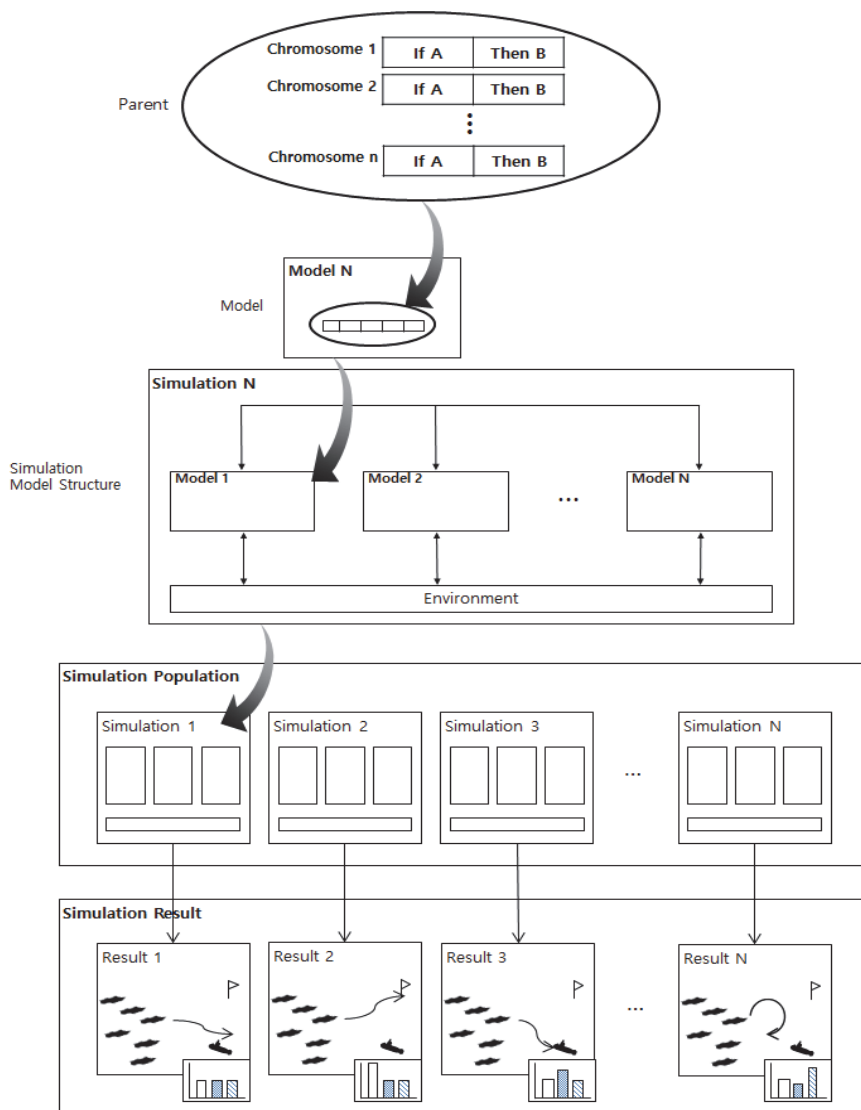 Chromosome 1 If A Then B
Chromosome 2 If A Then B
Parent
Chromosome n If A Then B
Model N
Model
Simulation N
Simulation
Model Structure
Model 1 Model 2 ... Model N
Environment
Simulation Population
Simulation 1 Simulation 2 Simulation 3 ... Simulation N
Simulation Result
Result 1 Result 2 Result 3 ... Result N